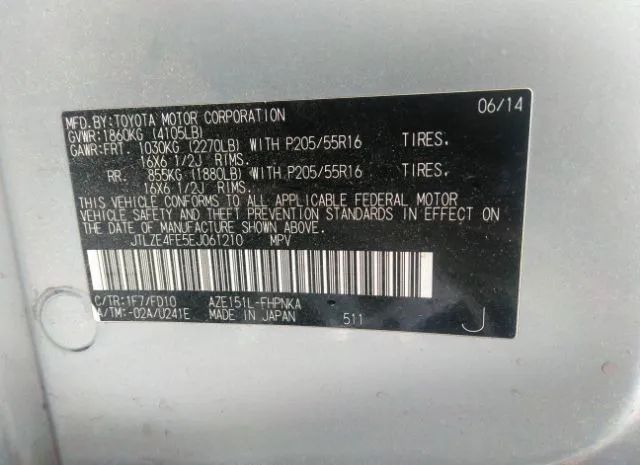 MFD.BY:TOYOTA MOTOR CORPORATION 06/14
GVWR:1860KG (4105LB)
GAWR:FRT 1030KG (2270LB) WITH P205/55R16 TIRES.
16X6 1/2J RIMS.
RR. 855KG (1880LB) WITH P205/55R16 TIRES.
16X6 1/2J RIMS.
THIS VEHICLE CONFORMS TO ALL APPLICABLE FEDERAL MOTOR
VEHICLE SAFETY AND THEFT PREVENTION STANDARDS IN EFFECT ON
THE DATE OF MANUFACTURE SHOWN ABOVE.
JTLZE4FE5EJ061210 MPV
C/TR:1F7/FD10 AZE151L-FHPNKA
A/TM:-02A/U241E MADE IN JAPAN 511 J